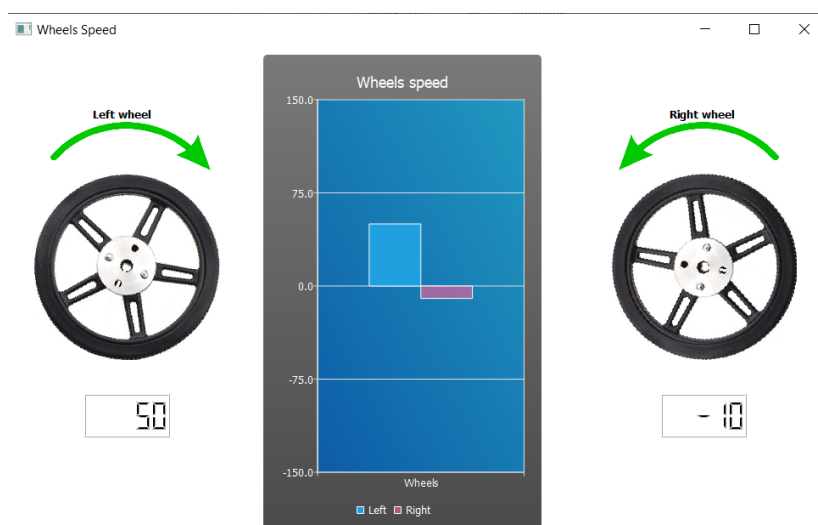 Wheels Speed
Wheels speed
Left wheel
Right wheel
150.0
75.0
0.0
-75.0
-150.0
Wheels
Left Right
50
-10